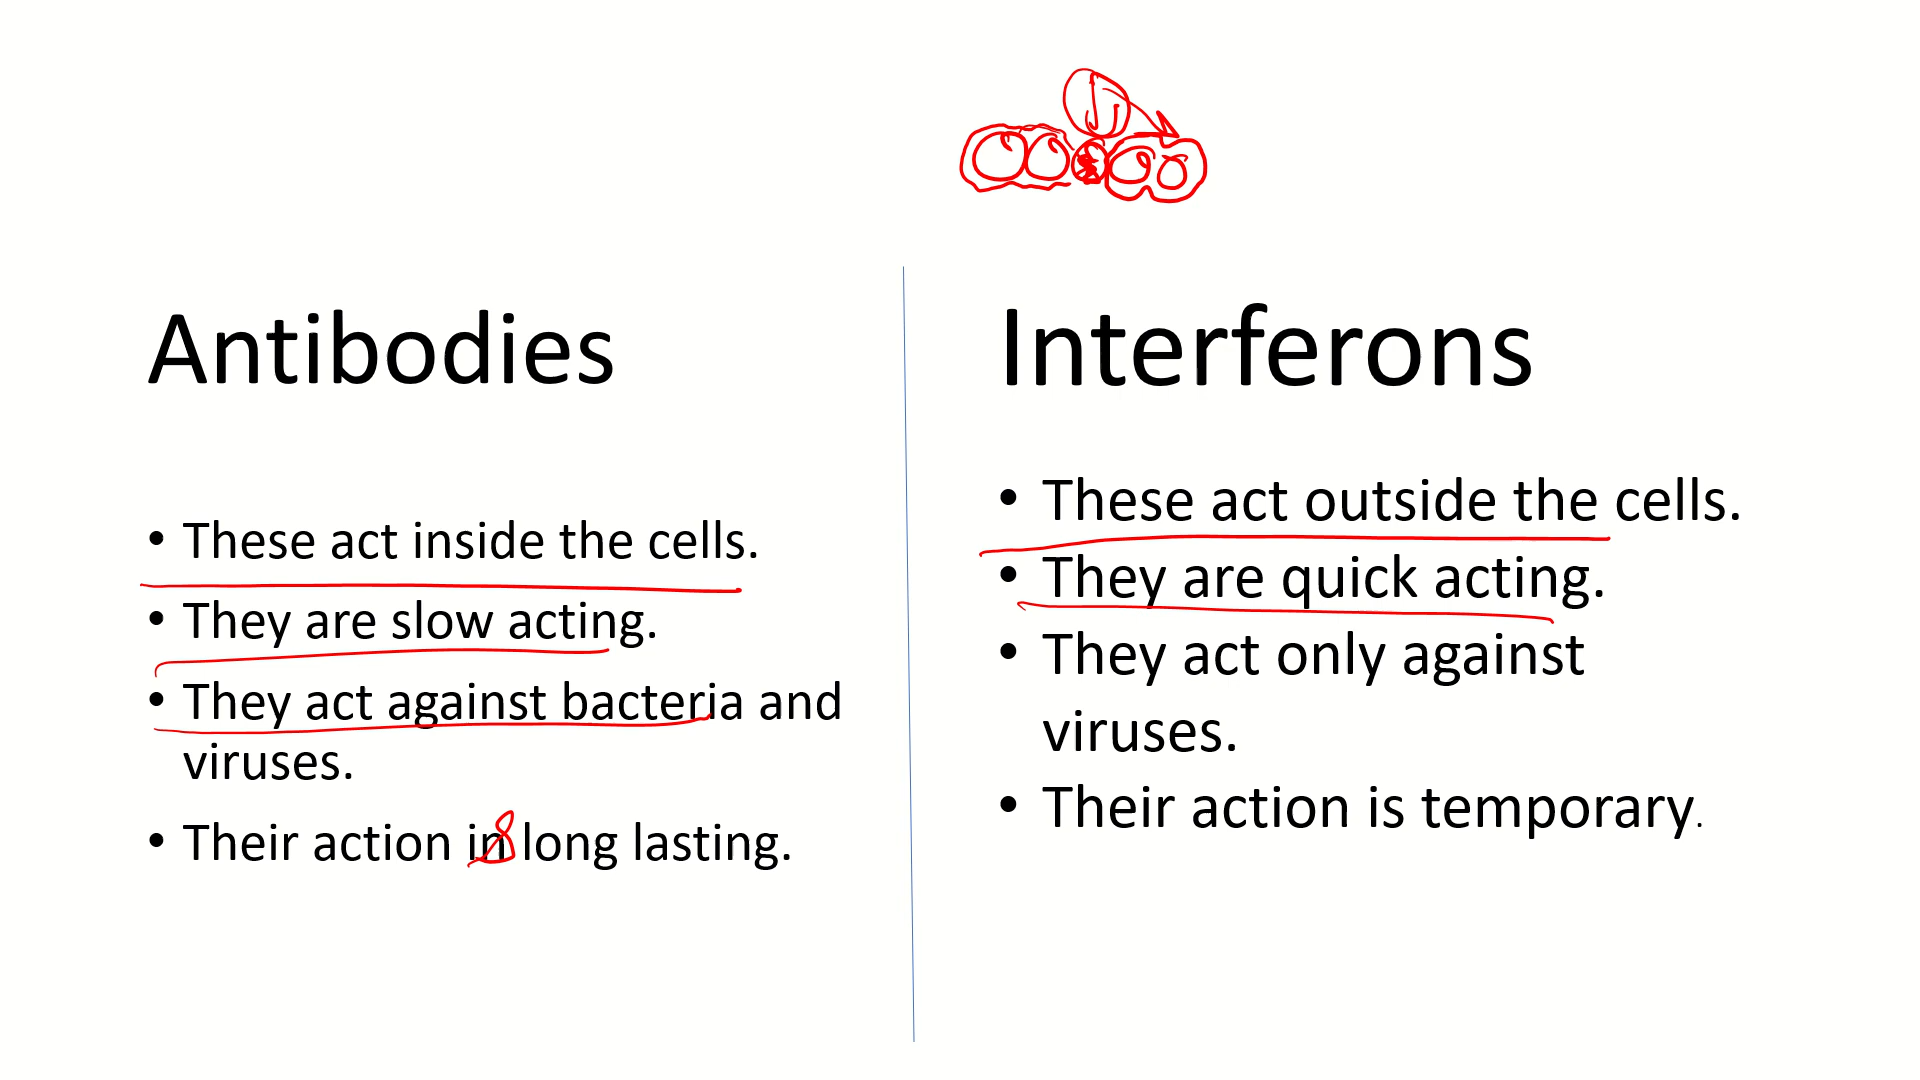 Antibodies
• These act inside the cells.
• They are slow acting.
• They act against bacteria and
viruses.
• Their action in long lasting.
Interferons
• These act outside the cells.
• They are quick acting.
• They act only against
viruses.
• Their action is temporary.